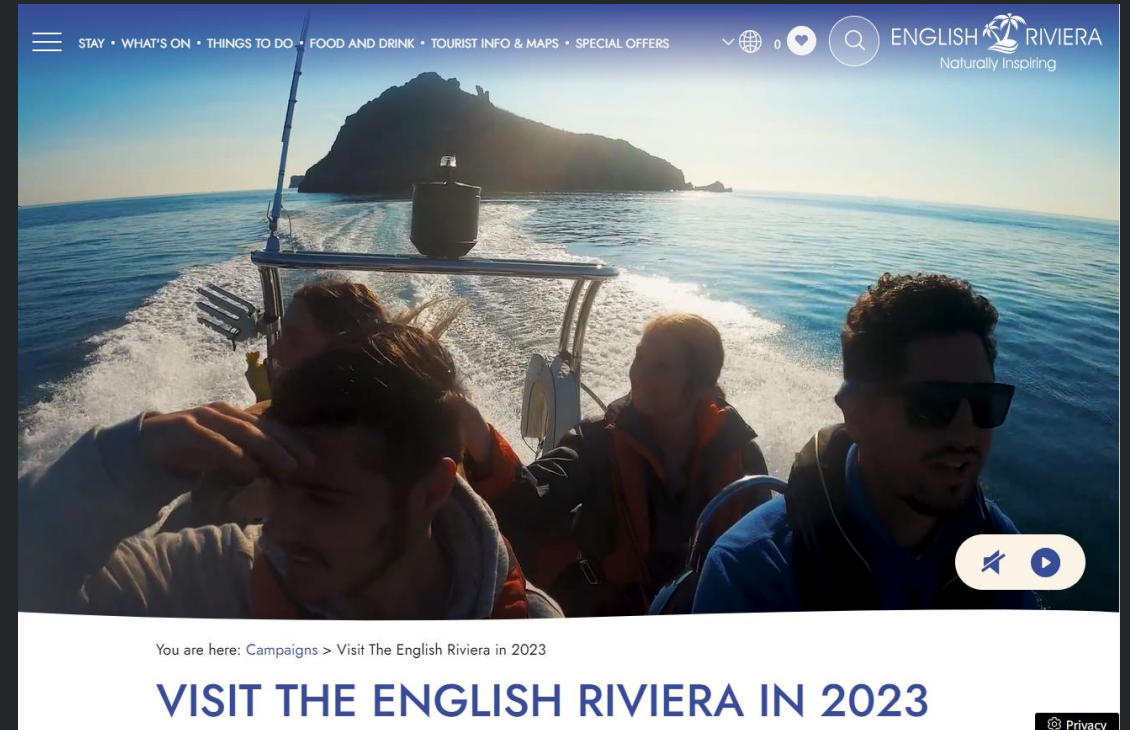 STAY • WHAT'S ON • THINGS TO DO • FOOD AND DRINK • TOURIST INFO & MAPS • SPECIAL OFFERS
0
ENGLISH RIVIERA
Naturally Inspiring
You are here: Campaigns > Visit The English Riviera in 2023
VISIT THE ENGLISH RIVIERA IN 2023
Privacy